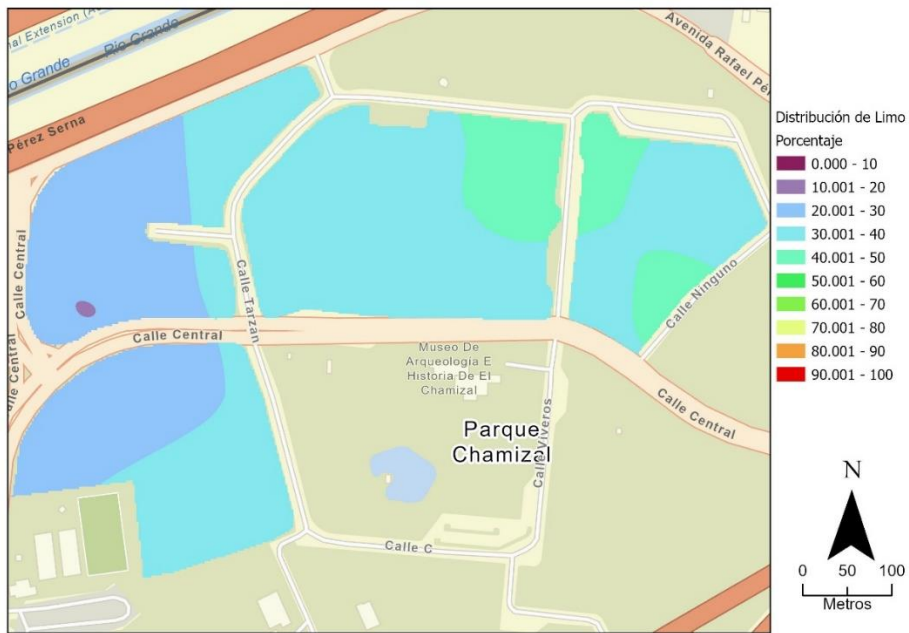 nal Extension (A
o Grande
Rio Grande
Avenida Rafael Pér
Pérez Serna
Calle Central
Calle Tarzan
Calle Central
Calle Ninguno
alle Central
Museo De
Arqueología E
Historia De El
Chamizal
Parque
Chamizal
Calle Viveros
Calle Central
Calle C
Distribución de Limo
Porcentaje
0.000 - 10
10.001 - 20
20.001 - 30
30.001 - 40
40.001 - 50
50.001 - 60
60.001 - 70
70.001 - 80
80.001 - 90
90.001 - 100
N
0 50 100
Metros